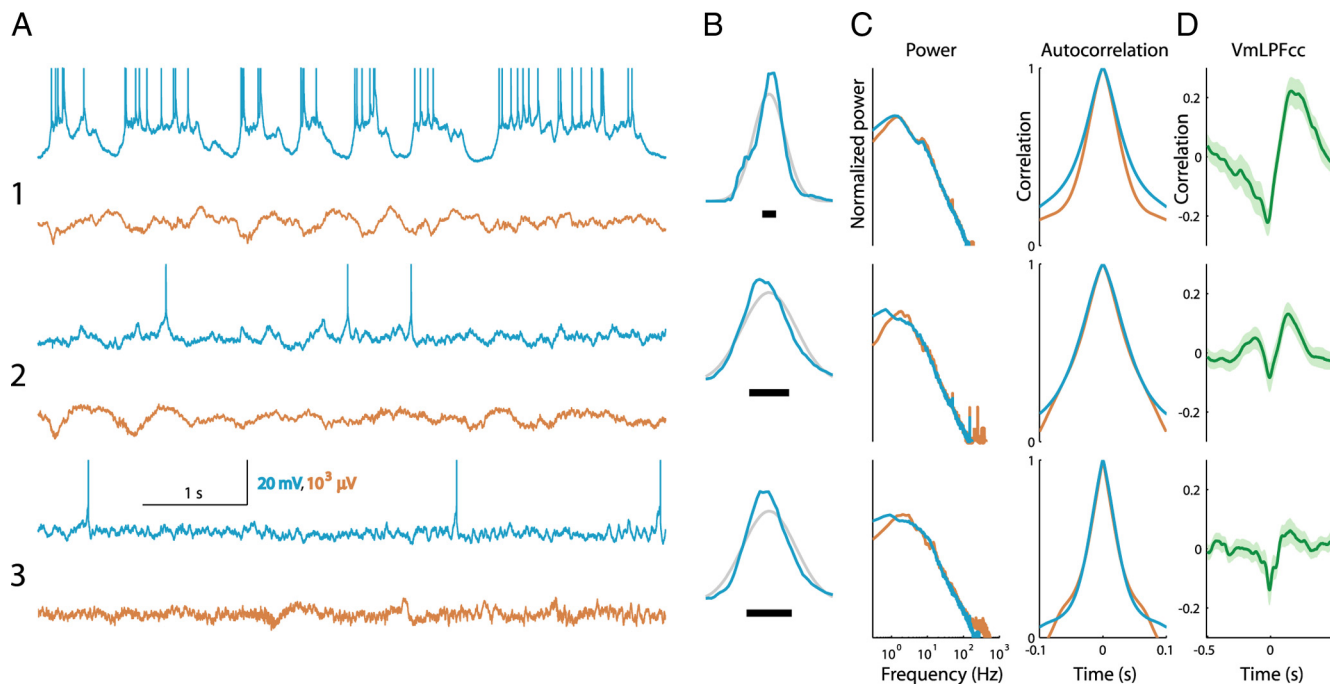 A
B
C
D
Power
Autocorrelation
VmLPFcc
Normalized power
Correlation
Correlation
1
0
0.2
0
-0.2
1
1
0
0.2
0
-0.2
2
1 s
20 mV, 10³ µV
1
0
0.2
0
-0.2
3
10⁰ 10¹ 10² 10³
-0.1 0 0.1
-0.5 0
Frequency (Hz)
Time (s)
Time (s)